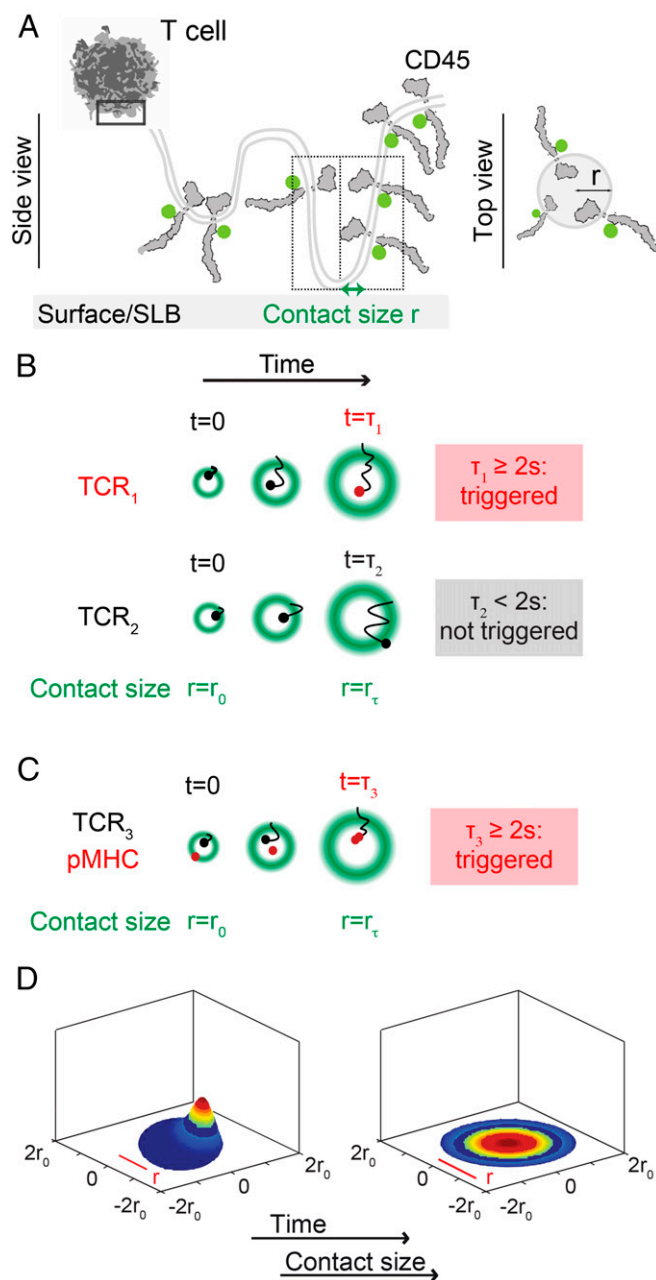 A
T cell
CD45
Side view
Top view
r
Surface/SLB
Contact size r
B
Time
t=0
t=τ₁
TCR₁
τ₁ ≥ 2s:
triggered
t=0
t=τ₂
TCR₂
τ₂ < 2s:
not triggered
Contact size r=r₀ r=rτ
C
t=0
t=τ₃
TCR₃
pMHC
τ₃ ≥ 2s:
triggered
Contact size r=r₀ r=rτ
D
2r₀
0
-2r₀
r
-2r₀
0
2r₀
2r₀
0
-2r₀
r
-2r₀
0
2r₀
Time
Contact size